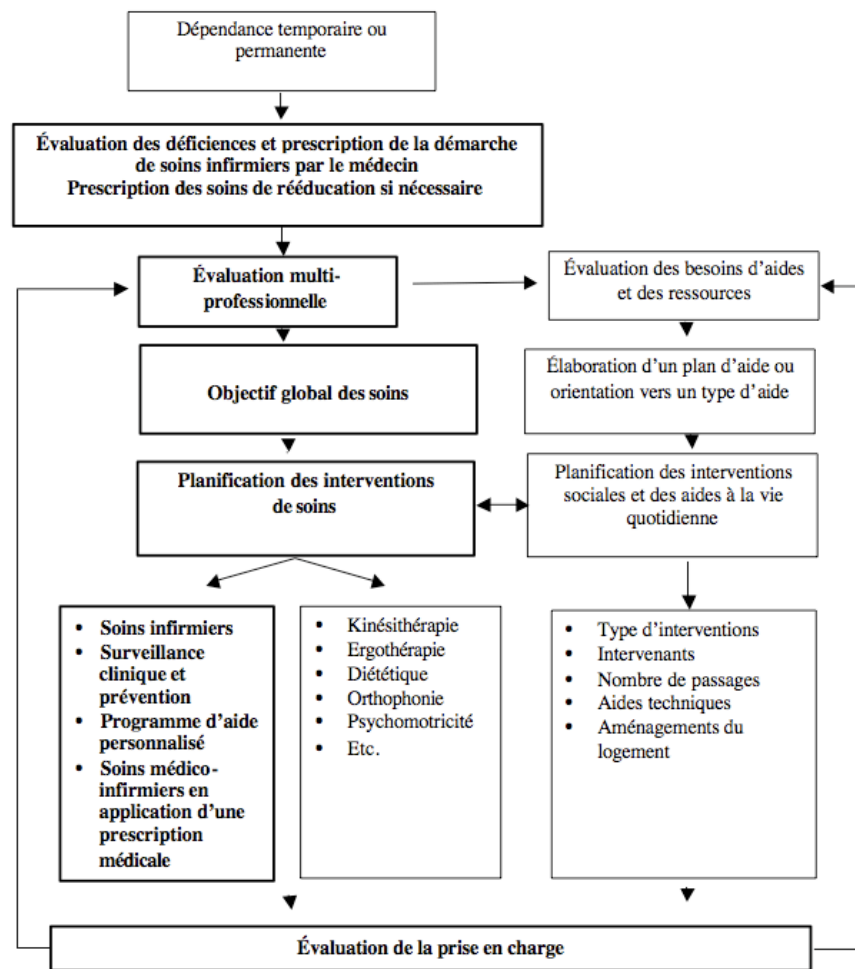 Dépendance temporaire ou
permanente
Évaluation des déficiences et prescription de la démarche
de soins infirmiers par le médecin
Prescription des soins de rééducation si nécessaire
Évaluation multi-
professionnelle
Évaluation des besoins d'aides
et des ressources
Objectif global des soins
Élaboration d'un plan d'aide ou
orientation vers un type d'aide
Planification des interventions
de soins
Planification des interventions
sociales et des aides à la vie
quotidienne
• Soins infirmiers
• Surveillance
clinique et
prévention
• Programme d'aide
personnalisé
• Soins médico-
infirmiers en
application d'une
prescription
médicale
• Kinésithérapie
• Ergothérapie
• Diététique
• Orthophonie
• Psychomotricité
• Etc.
• Type d'interventions
• Intervenants
• Nombre de passages
• Aides techniques
• Aménagements du
logement
Évaluation de la prise en charge